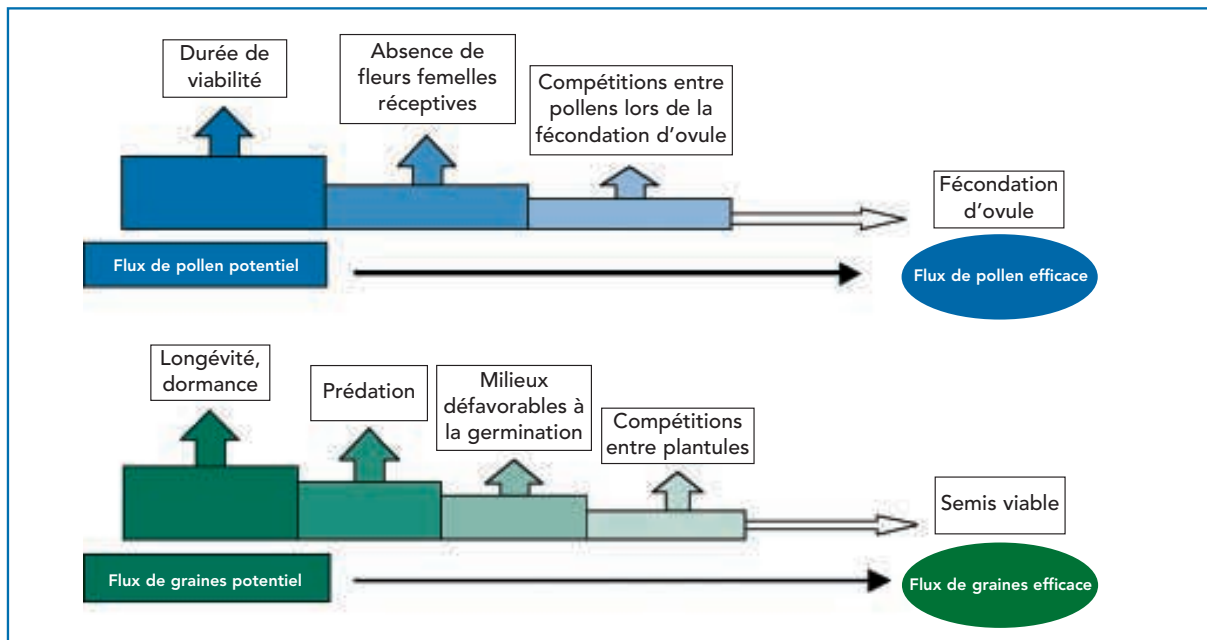 Durée de
viabilité
Absence de
fleurs femelles
réceptives
Compétitions entre
pollens lors de la
fécondation d'ovule
Fécondation
d'ovule
Flux de pollen potentiel
Flux de pollen efficace
Longévité,
dormance
Prédation
Milieux
défavorables à
la germination
Compétitions
entre plantules
Semis viable
Flux de graines potentiel
Flux de graines efficace